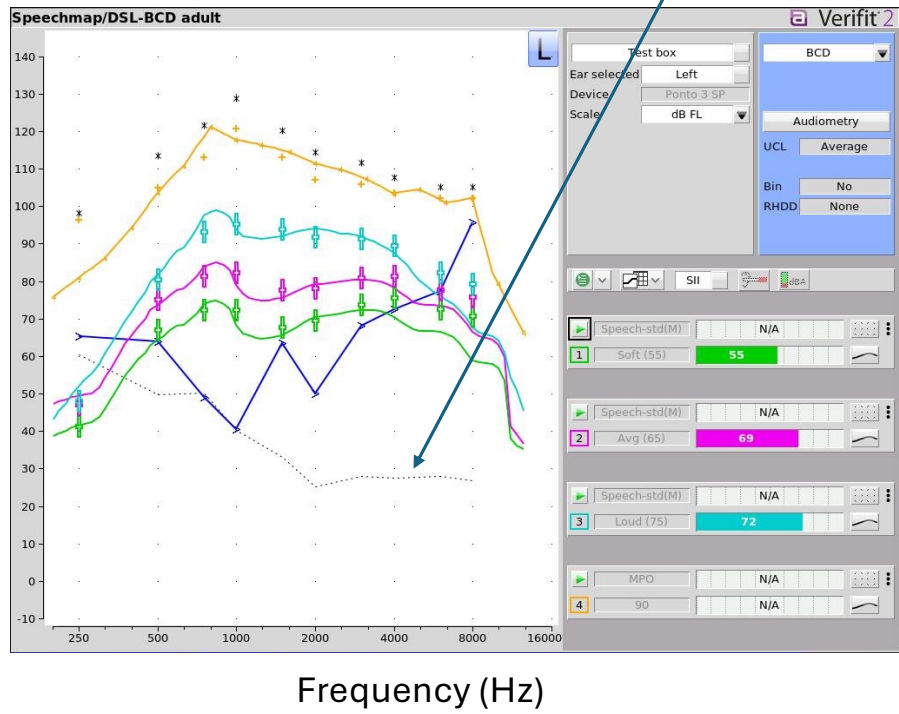 Speechmap/DSL-BCD adult
a Verifit®2
L
140
130
120
110
100
90
80
70
60
50
40
30
20
10
0
-10
250 500 1000 2000 4000 8000 16000
Frequency (Hz)
Test box
Ear selected Left
Device Ponto 3 SP
Scale dB FL
BCD
Audiometry
UCL Average
Bin No
RHDD None
SII
dBA
Speech-std(M) N/A
1 Soft (55) 55
Speech-std(M) N/A
2 Avg (65) 69
Speech-std(M) N/A
3 Loud (75) 72
MPO N/A
4 90 N/A